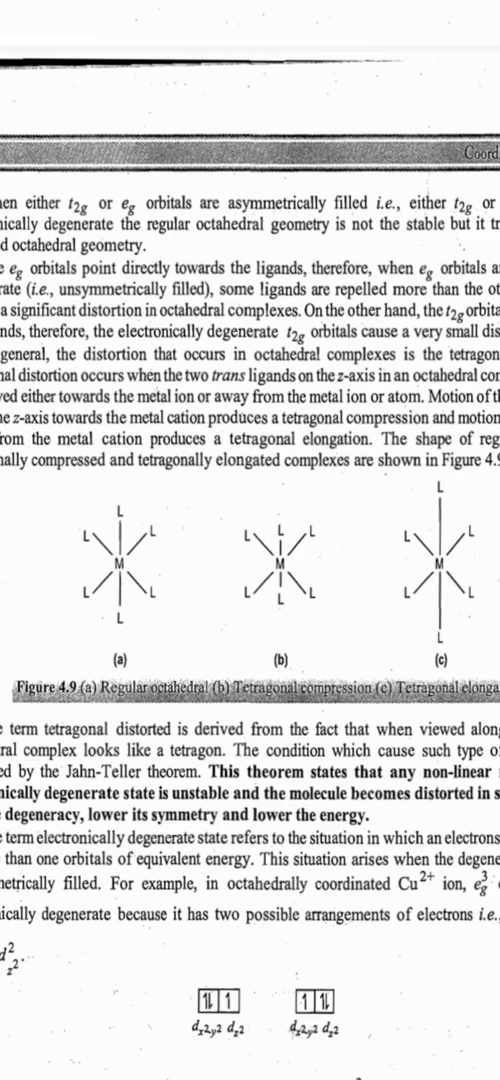 Coord
en either t2g or eg orbitals are asymmetrically filled i.e., either t2g or
ically degenerate the regular octahedral geometry is not the stable but it tr
d octahedral geometry.
e eg orbitals point directly towards the ligands, therefore, when eg orbitals a
rate (i.e., unsymmetrically filled), some ligands are repelled more than the ot
a significant distortion in octahedral complexes. On the other hand, the t2g orbita
nds, therefore, the electronically degenerate t2g orbitals cause a very small dis
general, the distortion that occurs in octahedral complexes is the tetragon
nal distortion occurs when the two trans ligands on the z-axis in an octahedral con
ved either towards the metal ion or away from the metal ion or atom. Motion of th
ne z-axis towards the metal cation produces a tetragonal compression and motion
rom the metal cation produces a tetragonal elongation. The shape of reg
nally compressed and tetragonally elongated complexes are shown in Figure 4.9
L
L L L
M
L L
L
L L L
M
L L
L
L
L L
M
L L
L
(a) (b) (c)
Figure 4.9 (a) Regular octahedral (b) Tetragonal compression (c) Tetragonal elonga
e term tetragonal distorted is derived from the fact that when viewed along
ral complex looks like a tetragon. The condition which cause such type o
ed by the Jahn-Teller theorem. This theorem states that any non-linear
nically degenerate state is unstable and the molecule becomes distorted in s
degeneracy, lower its symmetry and lower the energy.
e term electronically degenerate state refers to the situation in which an electrons
than one orbitals of equivalent energy. This situation arises when the degene
netrically filled. For example, in octahedrally coordinated Cu2+ ion, eg3
ically degenerate because it has two possible arrangements of electrons i.e.,
d2z2.
⥮ 1 1 ⥮
dx2y2 dz2 dx2y2 dz2